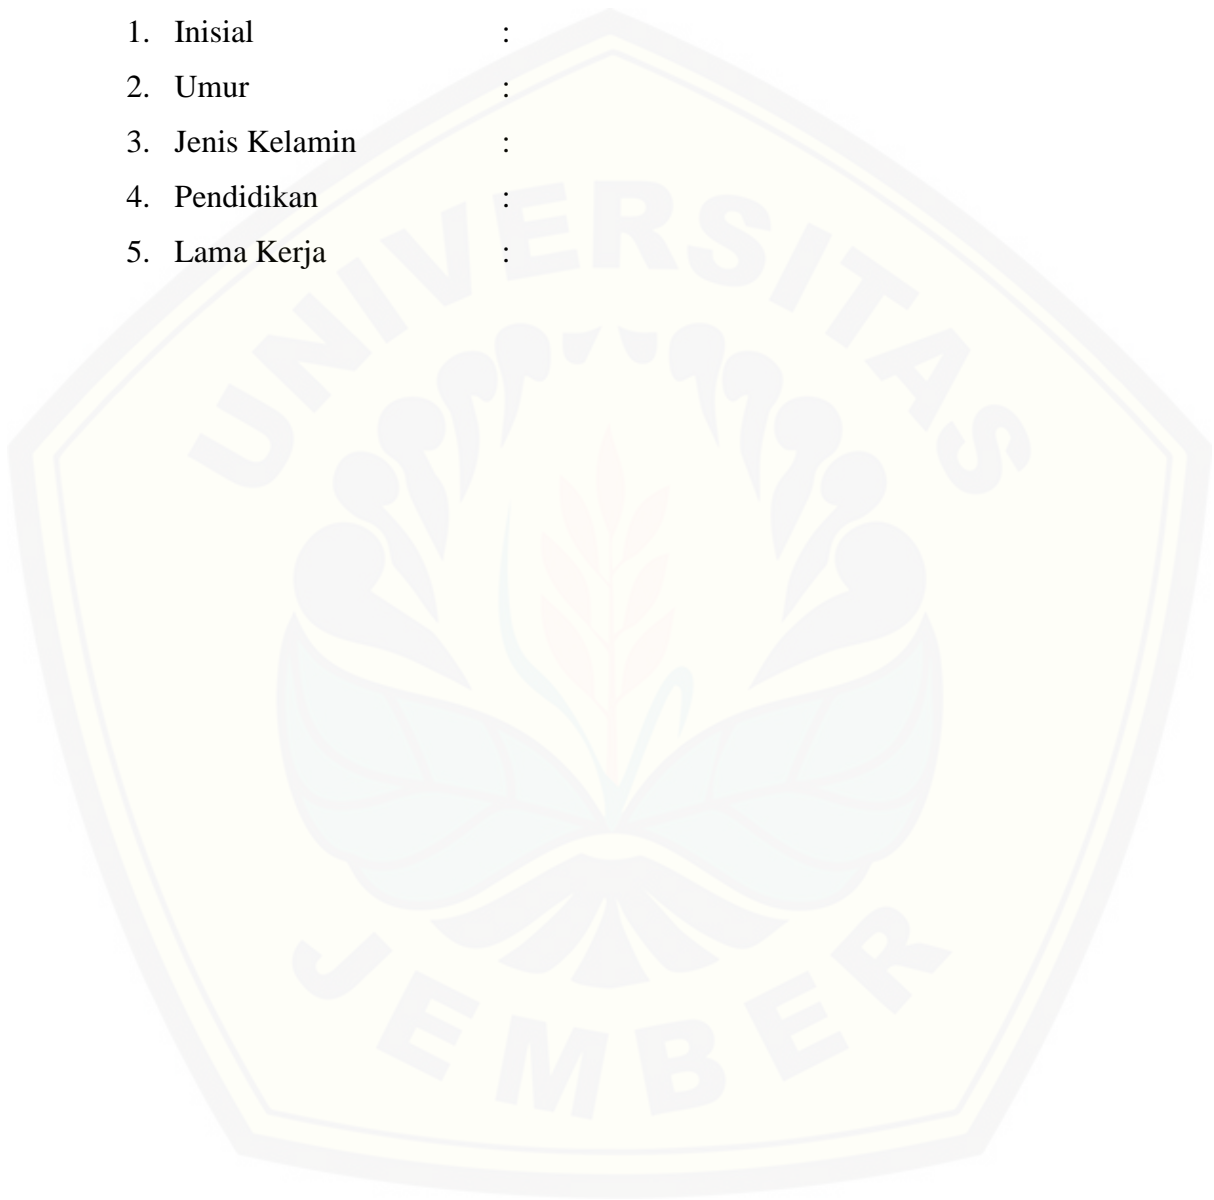 1. Inisial :
2. Umur :
3. Jenis Kelamin :
4. Pendidikan :
5. Lama Kerja :
UNIVERSITAS
JEMBER